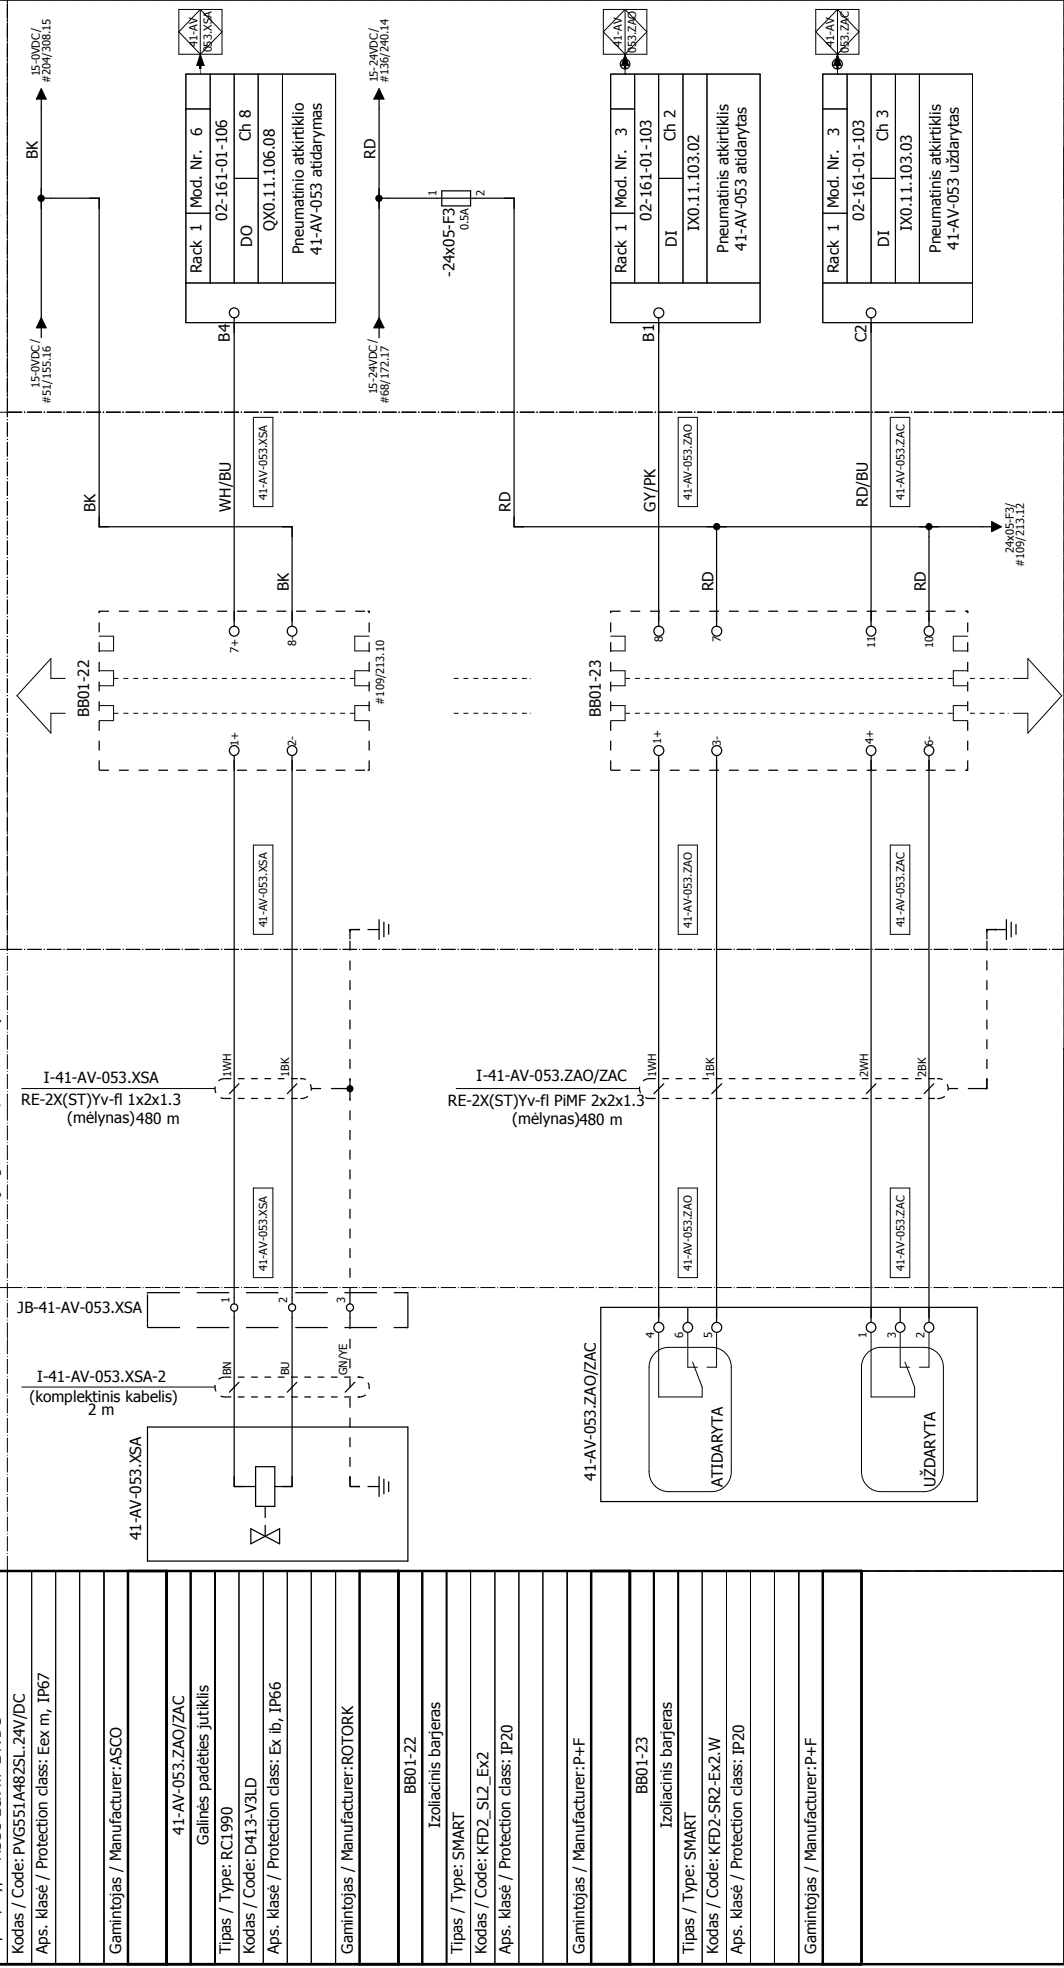 Kodas / Code: PVG551A482SL.24V/DC
Aps. klasė / Protection class: Eex m, IP67
Gamintojas / Manufacturer:ASCO
41-AV-053.ZAO/ZAC
Galinės padėties jutiklis
Tipas / Type: RC1990
Kodas / Code: D413-V3LD
Aps. klasė / Protection class: Ex ib, IP66
Gamintojas / Manufacturer:ROTORK
BB01-22
Izoliacinis barjeras
Tipas / Type: SMART
Kodas / Code: KFD2_SL2_Ex2
Aps. klasė / Protection class: IP20
Gamintojas / Manufacturer:P+F
BB01-23
Izoliacinis barjeras
Tipas / Type: SMART
Kodas / Code: KFD2-SR2-Ex2.W
Aps. klasė / Protection class: IP20
Gamintojas / Manufacturer:P+F
41-AV-053.XSA
I-41-AV-053.XSA-2
(komplektinis kabelis)
2 m
BN
BU
GN/YE
JB-41-AV-053.XSA
1
2
3
41-AV-053.XSA
I-41-AV-053.XSA
RE-2X(ST)Yv-fl 1x2x1.3
(mėlynas)480 m
1WH
1BK
41-AV-053.XSA
BB01-22
1+
2-
7+
8-
#109/213.10
BK
BK
WH/BU
41-AV-053.XSA
15-0VDC/
#51/155.16
BK
15-0VDC/
#204/308.15
B4
Rack 1
Mod. Nr. 6
02-161-01-106
DO
Ch 8
QX0.11.106.08
Pneumatinio atkirtiklio
41-AV-053 atidarymas
41-AV
053.XSA
15-24VDC/
#68/172.17
RD
15-24VDC/
#136/240.14
-24x05-F3
0.5A
1
2
41-AV-053.ZAO/ZAC
ATIDARYTA
4
6
5
UŽDARYTA
1
3
2
41-AV-053.ZAO
41-AV-053.ZAC
I-41-AV-053.ZAO/ZAC
RE-2X(ST)Yv-fl PiMF 2x2x1.3
(mėlynas)480 m
1WH
1BK
2WH
2BK
41-AV-053.ZAO
41-AV-053.ZAC
BB01-23
1+
3-
4+
6-
8
7
11
10
RD
GY/PK
41-AV-053.ZAO
RD
RD/BU
41-AV-053.ZAC
RD
24x05-F3/
#109/213.12
B1
Rack 1
Mod. Nr. 3
02-161-01-103
DI
Ch 2
IX0.11.103.02
Pneumatinis atkirtiklis
41-AV-053 atidarytas
41-AV
053.ZAO
C2
Rack 1
Mod. Nr. 3
02-161-01-103
DI
Ch 3
IX0.11.103.03
Pneumatinis atkirtiklis
41-AV-053 uždarytas
41-AV
053.ZAC